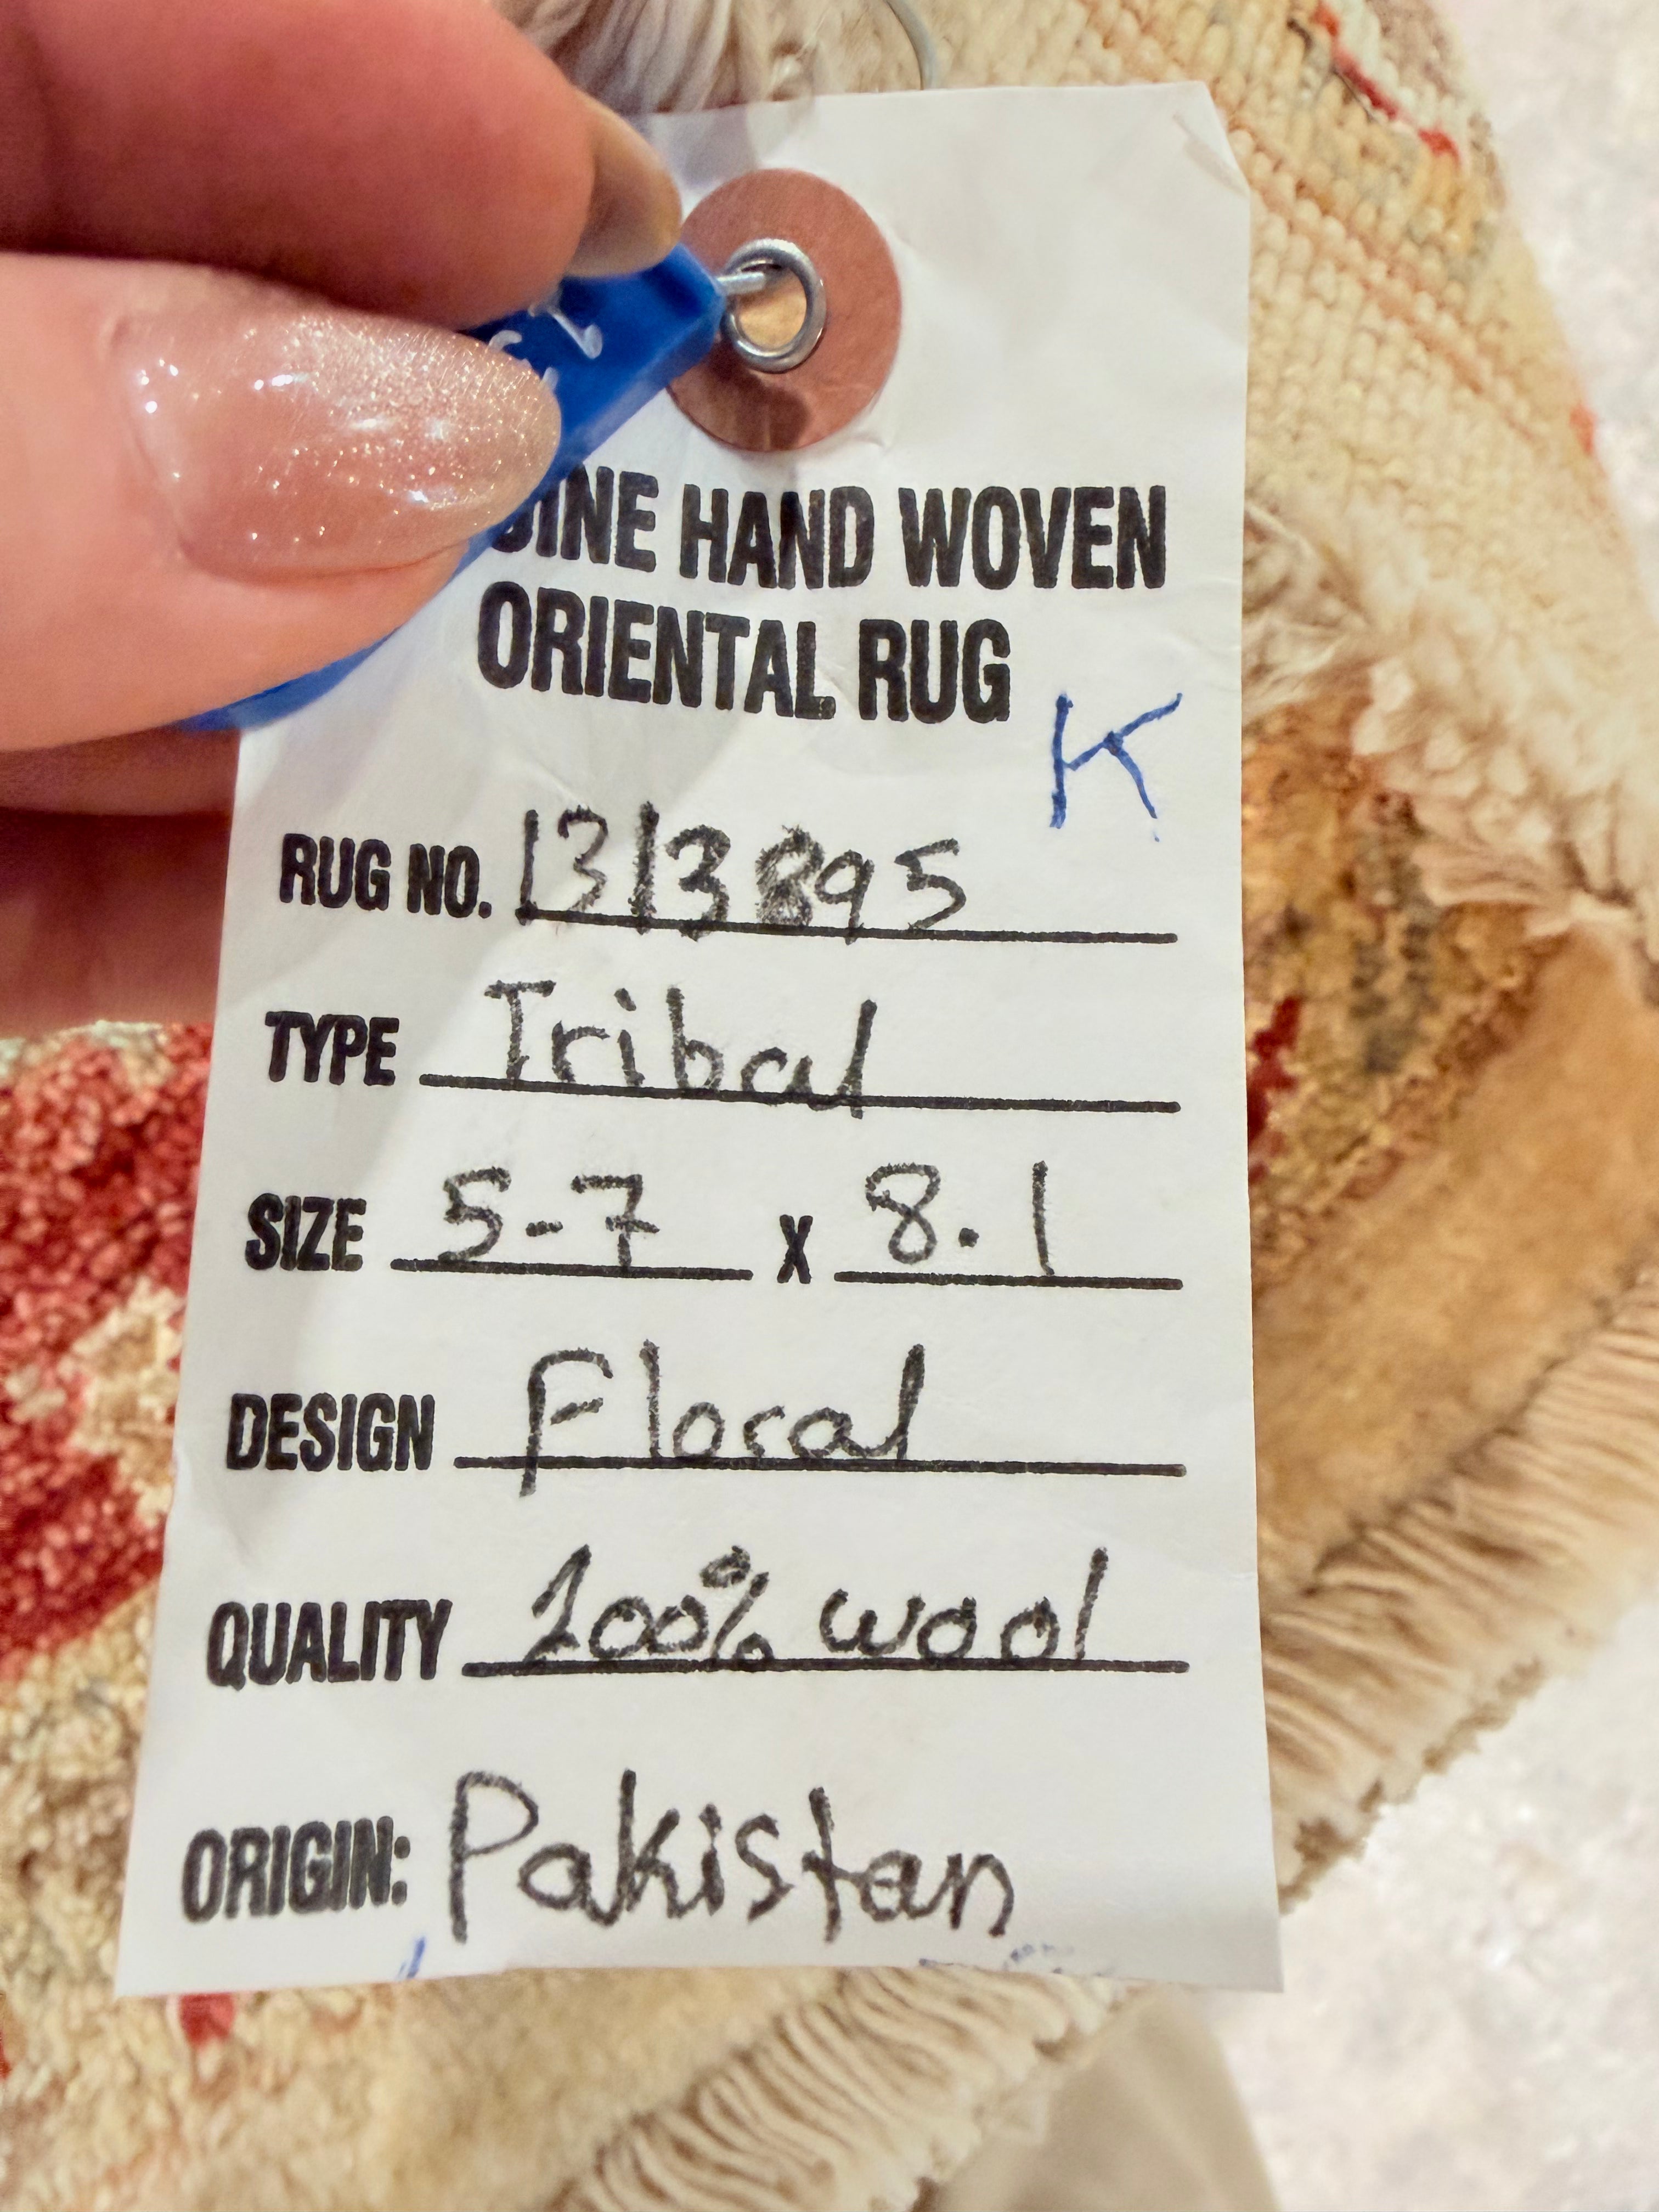 HAND WOVEN
ORIENTAL RUG
K
RUG NO. 1313895
TYPE Tribal
SIZE 5-7 X 8.1
DESIGN Floral
QUALITY 100% wool
ORIGIN: Pakistan